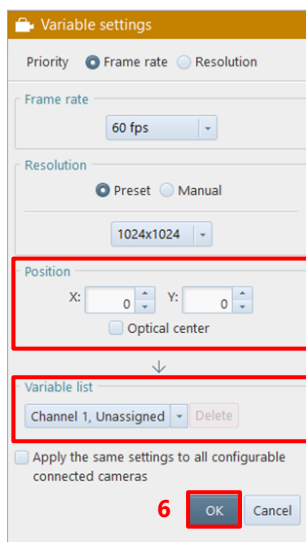 Variable settings
Priority Frame rate Resolution
Frame rate
60 fps
Resolution
Preset Manual
1024x1024
Position
X: 0 Y: 0
Optical center
Variable list
Channel 1, Unassigned Delete
Apply the same settings to all configurable
connected cameras
6 OK Cancel